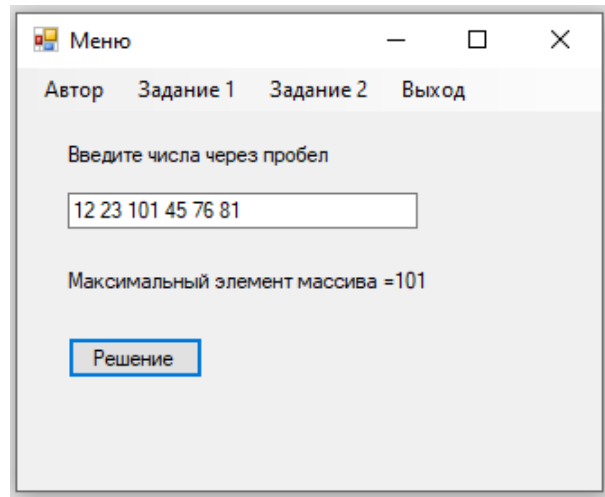 Меню
Автор Задание 1 Задание 2 Выход
Введите числа через пробел
12 23 101 45 76 81
Максимальный элемент массива =101
Решение